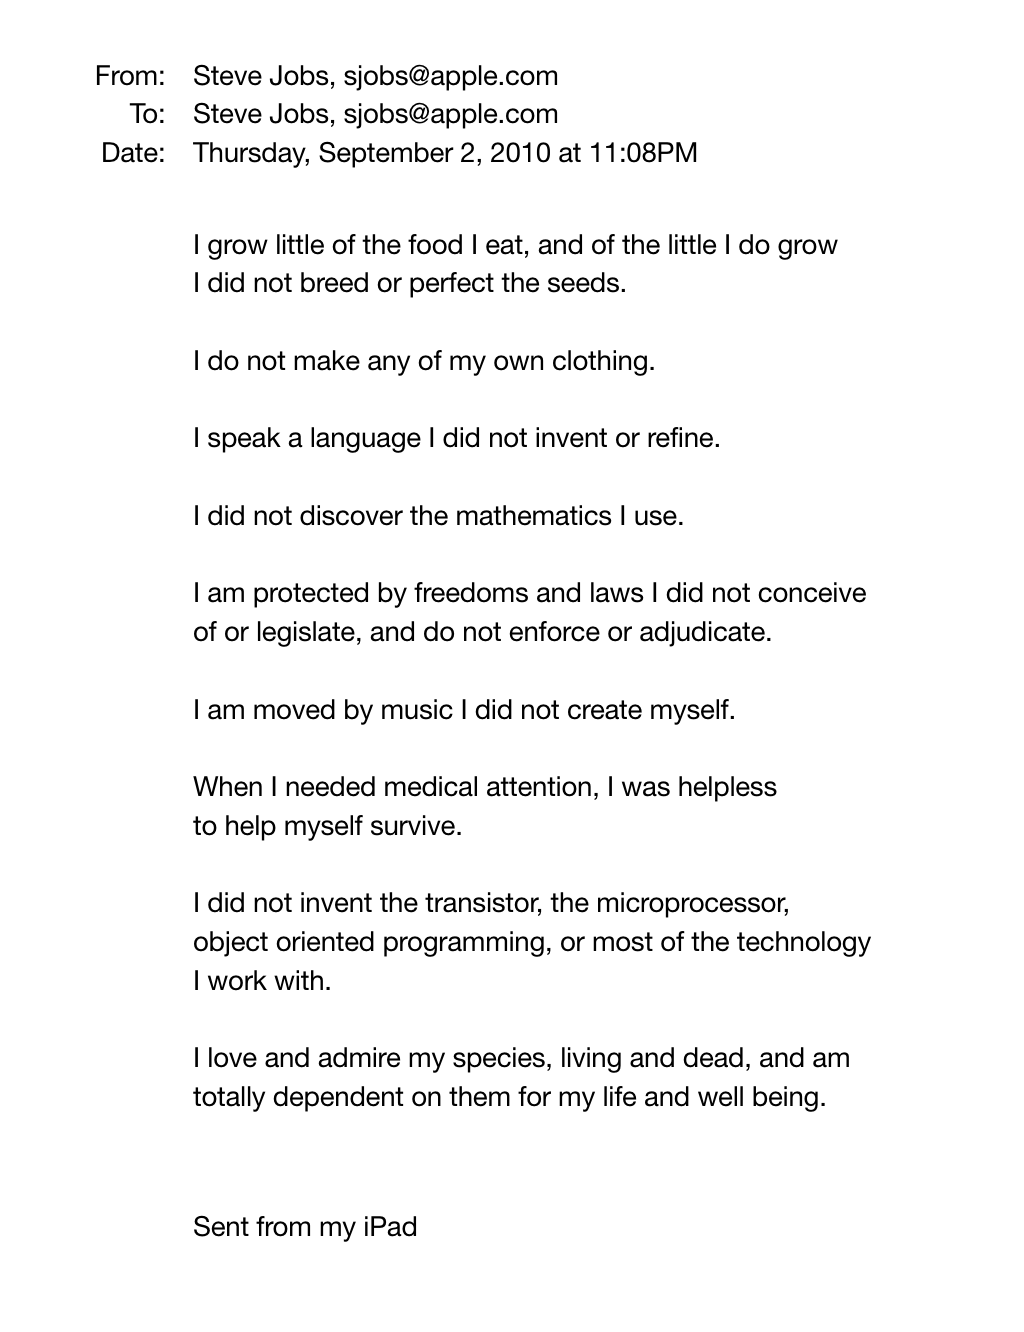 From: Steve Jobs, sjobs@apple.com
To: Steve Jobs, sjobs@apple.com
Date: Thursday, September 2, 2010 at 11:08PM
I grow little of the food I eat, and of the little I do grow
I did not breed or perfect the seeds.
I do not make any of my own clothing.
I speak a language I did not invent or refine.
I did not discover the mathematics I use.
I am protected by freedoms and laws I did not conceive
of or legislate, and do not enforce or adjudicate.
I am moved by music I did not create myself.
When I needed medical attention, I was helpless
to help myself survive.
I did not invent the transistor, the microprocessor,
object oriented programming, or most of the technology
I work with.
I love and admire my species, living and dead, and am
totally dependent on them for my life and well being.
Sent from my iPad